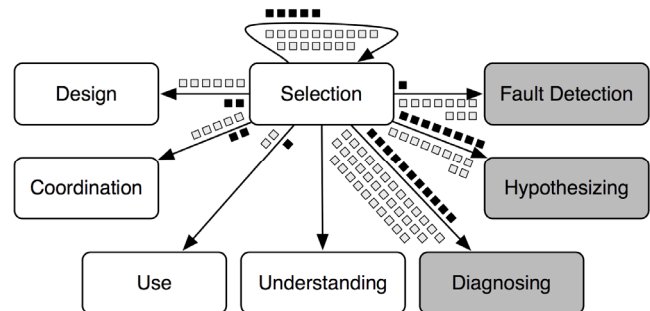 Design
Selection
Fault Detection
Coordination
Hypothesizing
Use
Understanding
Diagnosing